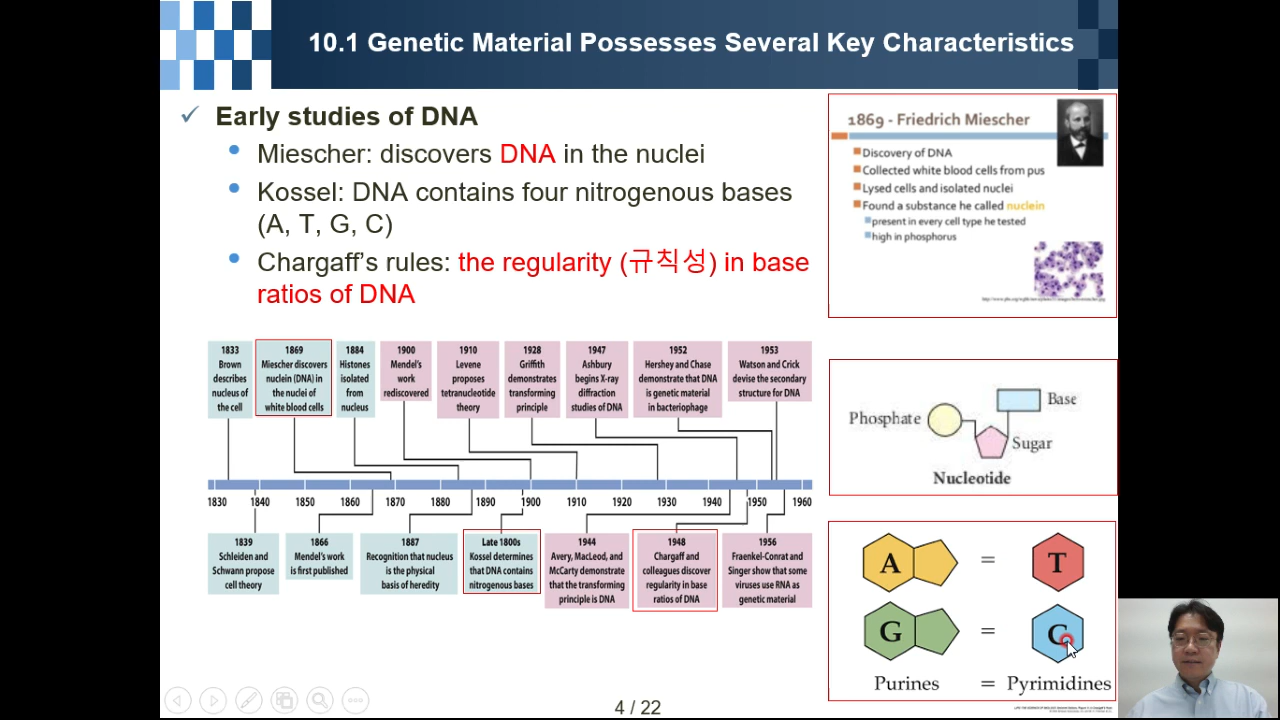 10.1 Genetic Material Possesses Several Key Characteristics
✓ Early studies of DNA
• Miescher: discovers DNA in the nuclei
• Kossel: DNA contains four nitrogenous bases
(A, T, G, C)
• Chargaff's rules: the regularity (규칙성) in base
ratios of DNA
1869 - Friedrich Miescher
Discovery of DNA
Collected white blood cells from pus
Lysed cells and isolated nuclei
Found a substance he called nuclein
present in every cell type he tested
high in phosphorus
1833
Brown
describes
nucleus of
the cell
1869
Miescher discovers
nuclein (DNA) in
the nuclei of
white blood cells
1884
Histones
isolated
from
nucleus
1900
Mendel's
work
rediscovered
1910
Levene
proposes
tetranucleotide
theory
1928
Griffith
demonstrates
transforming
principle
1947
Ashbury
begins X-ray
diffraction
studies of DNA
1952
Hershey and Chase
demonstrate that DNA
is genetic material
in bacteriophage
1953
Watson and Crick
devise the secondary
structure for DNA
1830 1840 1850 1860 1870 1880 1890 1900 1910 1920 1930 1940 1950 1960
1839
Schleiden and
Schwann propose
cell theory
1866
Mendel's work
is first published
1887
Recognition that nucleus
is the physical
basis of heredity
Late 1800s
Kossel determines
that DNA contains
nitrogenous bases
1944
Avery, MacLeod, and
McCarty demonstrate
that the transforming
principle is DNA
1948
Chargaff and
colleagues discover
regularity in base
ratios of DNA
1956
Fraenkel-Conrat and
Singer show that some
viruses use RNA as
genetic material
Phosphate
Base
Sugar
Nucleotide
A = T
G = C
Purines = Pyrimidines
4 / 22